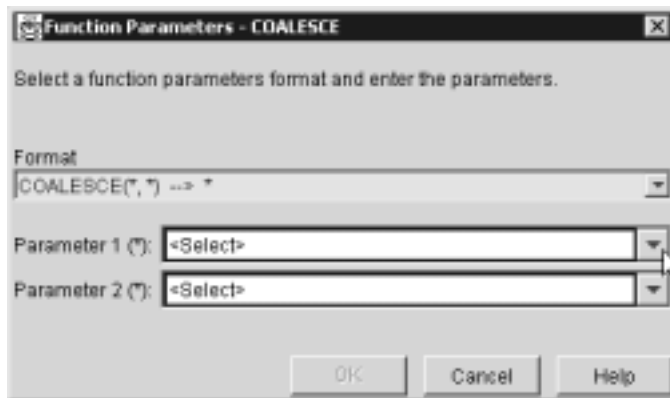 Function Parameters - COALESCE
Select a function parameters format and enter the parameters.
Format
COALESCE(*, *) --> *
Parameter 1 (*): <Select>
Parameter 2 (*): <Select>
OK Cancel Help